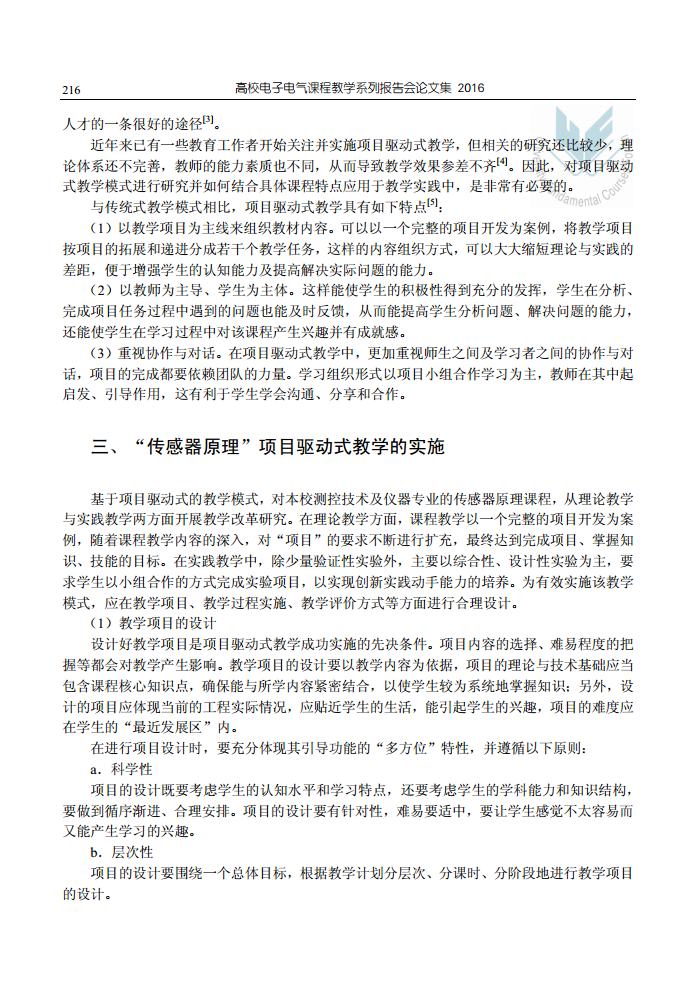 216
高校电子电气课程教学系列报告会论文集 2016
人才的一条很好的途径[3]。
近年来已有一些教育工作者开始关注并实施项目驱动式教学，但相关的研究还比较少，理
论体系还不完善，教师的能力素质也不同，从而导致教学效果参差不齐[4]。因此，对项目驱动
式教学模式进行研究并如何结合具体课程特点应用于教学实践中，是非常有必要的。
与传统式教学模式相比，项目驱动式教学具有如下特点[5]：
（1）以教学项目为主线来组织教材内容。可以以一个完整的项目开发为案例，将教学项目
按项目的拓展和递进分成若干个教学任务，这样的内容组织方式，可以大大缩短理论与实践的
差距，便于增强学生的认知能力及提高解决实际问题的能力。
（2）以教师为主导、学生为主体。这样能使学生的积极性得到充分的发挥，学生在分析、
完成项目任务过程中遇到的问题也能及时反馈，从而能提高学生分析问题、解决问题的能力，
还能使学生在学习过程中对该课程产生兴趣并有成就感。
（3）重视协作与对话。在项目驱动式教学中，更加重视师生之间及学习者之间的协作与对
话，项目的完成都要依赖团队的力量。学习组织形式以项目小组合作学习为主，教师在其中起
启发、引导作用，这有利于学生学会沟通、分享和合作。
三、“传感器原理”项目驱动式教学的实施
基于项目驱动式的教学模式，对本校测控技术及仪器专业的传感器原理课程，从理论教学
与实践教学两方面开展教学改革研究。在理论教学方面，课程教学以一个完整的项目开发为案
例，随着课程教学内容的深入，对“项目”的要求不断进行扩充，最终达到完成项目、掌握知
识、技能的目标。在实践教学中，除少量验证性实验外，主要以综合性、设计性实验为主，要
求学生以小组合作的方式完成实验项目，以实现创新实践动手能力的培养。为有效实施该教学
模式，应在教学项目、教学过程实施、教学评价方式等方面进行合理设计。
（1）教学项目的设计
设计好教学项目是项目驱动式教学成功实施的先决条件。项目内容的选择、难易程度的把
握等都会对教学产生影响。教学项目的设计要以教学内容为依据，项目的理论与技术基础应当
包含课程核心知识点，确保能与所学内容紧密结合，以使学生较为系统地掌握知识；另外，设
计的项目应体现当前的工程实际情况，应贴近学生的生活，能引起学生的兴趣，项目的难度应
在学生的“最近发展区”内。
在进行项目设计时，要充分体现其引导功能的“多方位”特性，并遵循以下原则：
a．科学性
项目的设计既要考虑学生的认知水平和学习特点，还要考虑学生的学科能力和知识结构，
要做到循序渐进、合理安排。项目的设计要有针对性，难易要适中，要让学生感觉不太容易而
又能产生学习的兴趣。
b．层次性
项目的设计要围绕一个总体目标，根据教学计划分层次、分课时、分阶段地进行教学项目
的设计。